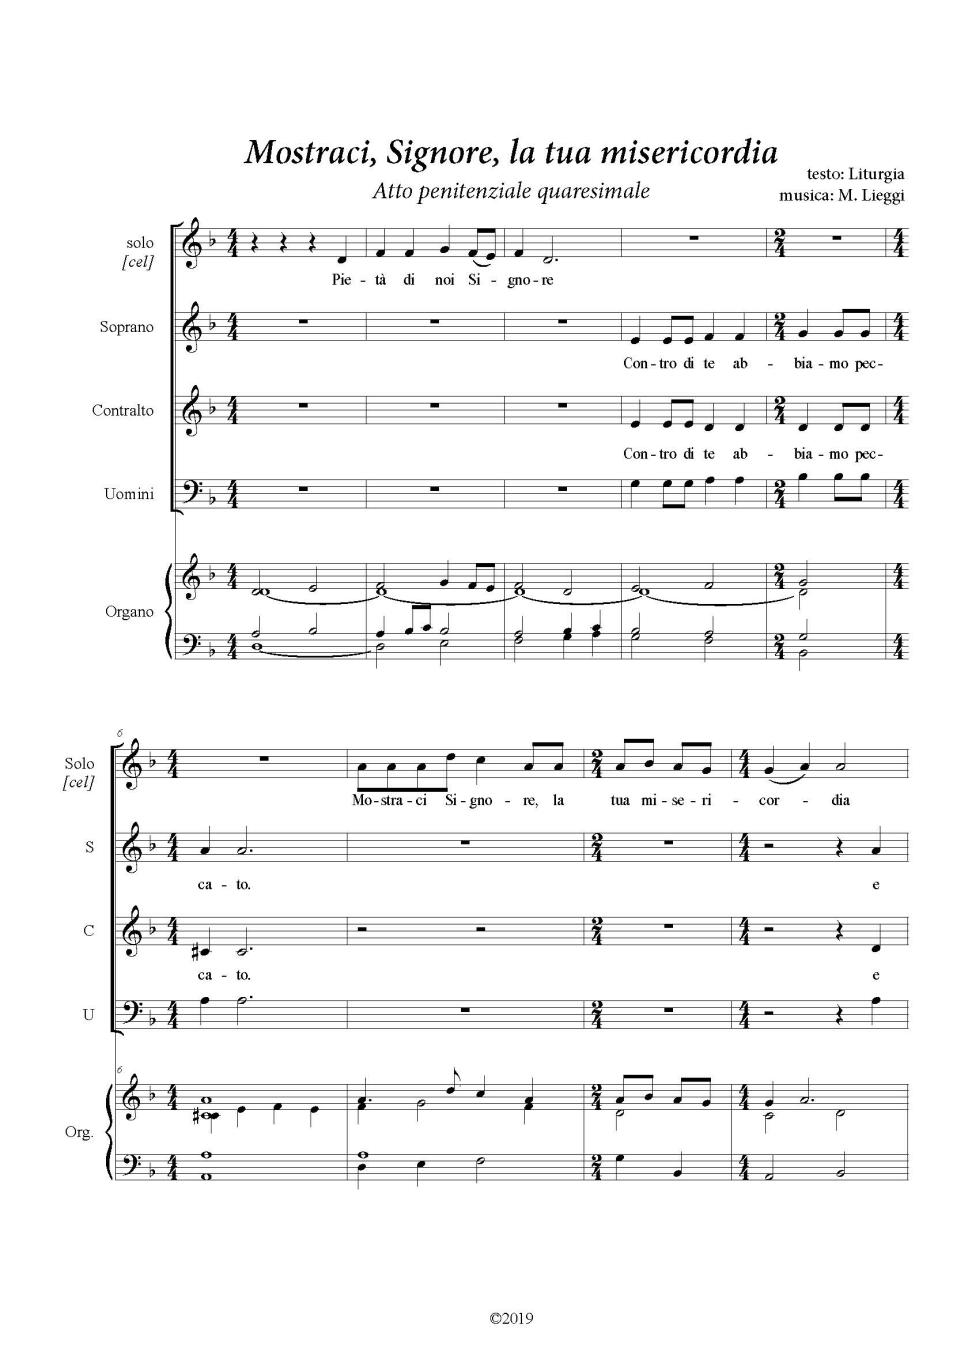 Mostraci, Signore, la tua misericordia
Atto penitenziale quaresimale
testo: Liturgia
musica: M. Lieggi
solo
[cel]
Pie - tà di noi Si - gno - re
Soprano
Con - tro di te ab - bia - mo pec-
Contralto
Con - tro di te ab - bia - mo pec-
Uomini
Organo
6
Solo
[cel]
Mo - stra - ci Si - gno - re, la tua mi - se - ri - cor - dia
S
ca - to. e
C
ca - to. e
U
6
Org.
©2019